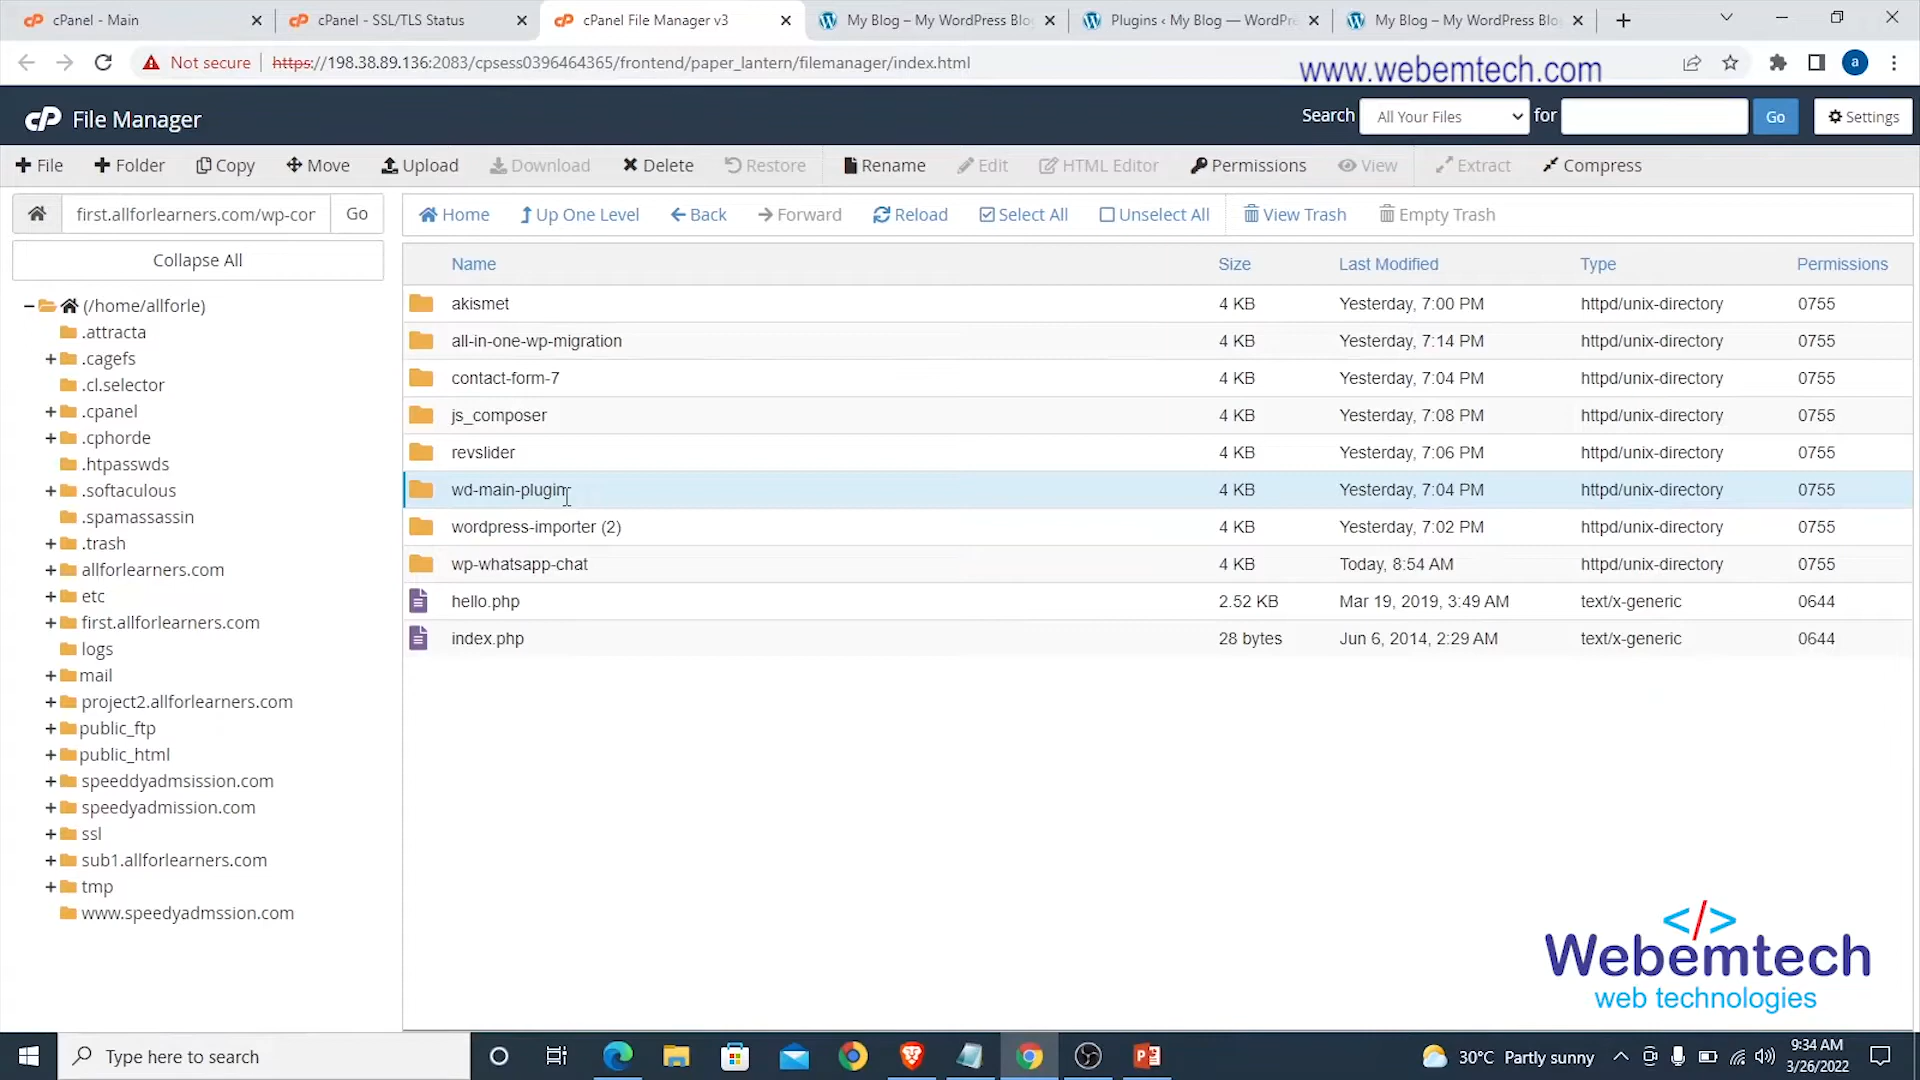 cPanel - Main
cPanel - SSL/TLS Status
cPanel File Manager v3
My Blog – My WordPress Blo
Plugins ‹ My Blog — WordPre
My Blog – My WordPress Blo
Not secure
https://198.38.89.136:2083/cpsess0396464365/frontend/paper_lantern/filemanager/index.html
www.webemtech.com
a
cP File Manager
Search
All Your Files
for
Go
Settings
File
Folder
Copy
Move
Upload
Download
Delete
Restore
Rename
Edit
HTML Editor
Permissions
View
Extract
Compress
first.allforlearners.com/wp-cor
Go
Home
Up One Level
Back
Forward
Reload
Select All
Unselect All
View Trash
Empty Trash
Collapse All
(/home/allforle)
.attracta
.cagefs
.cl.selector
.cpanel
.cphorde
.htpasswds
.softaculous
.spamassassin
.trash
allforlearners.com
etc
first.allforlearners.com
logs
mail
project2.allforlearners.com
public_ftp
public_html
speeddyadmsission.com
speedyadmission.com
ssl
sub1.allforlearners.com
tmp
www.speedyadmssion.com
Name Size Last Modified Type Permissions
akismet 4 KB Yesterday, 7:00 PM httpd/unix-directory 0755
all-in-one-wp-migration 4 KB Yesterday, 7:14 PM httpd/unix-directory 0755
contact-form-7 4 KB Yesterday, 7:04 PM httpd/unix-directory 0755
js_composer 4 KB Yesterday, 7:08 PM httpd/unix-directory 0755
revslider 4 KB Yesterday, 7:06 PM httpd/unix-directory 0755
wd-main-plugin 4 KB Yesterday, 7:04 PM httpd/unix-directory 0755
wordpress-importer (2) 4 KB Yesterday, 7:02 PM httpd/unix-directory 0755
wp-whatsapp-chat 4 KB Today, 8:54 AM httpd/unix-directory 0755
hello.php 2.52 KB Mar 19, 2019, 3:49 AM text/x-generic 0644
index.php 28 bytes Jun 6, 2014, 2:29 AM text/x-generic 0644
</>
Webemtech
web technologies
Type here to search
30°C Partly sunny
9:34 AM
3/26/2022